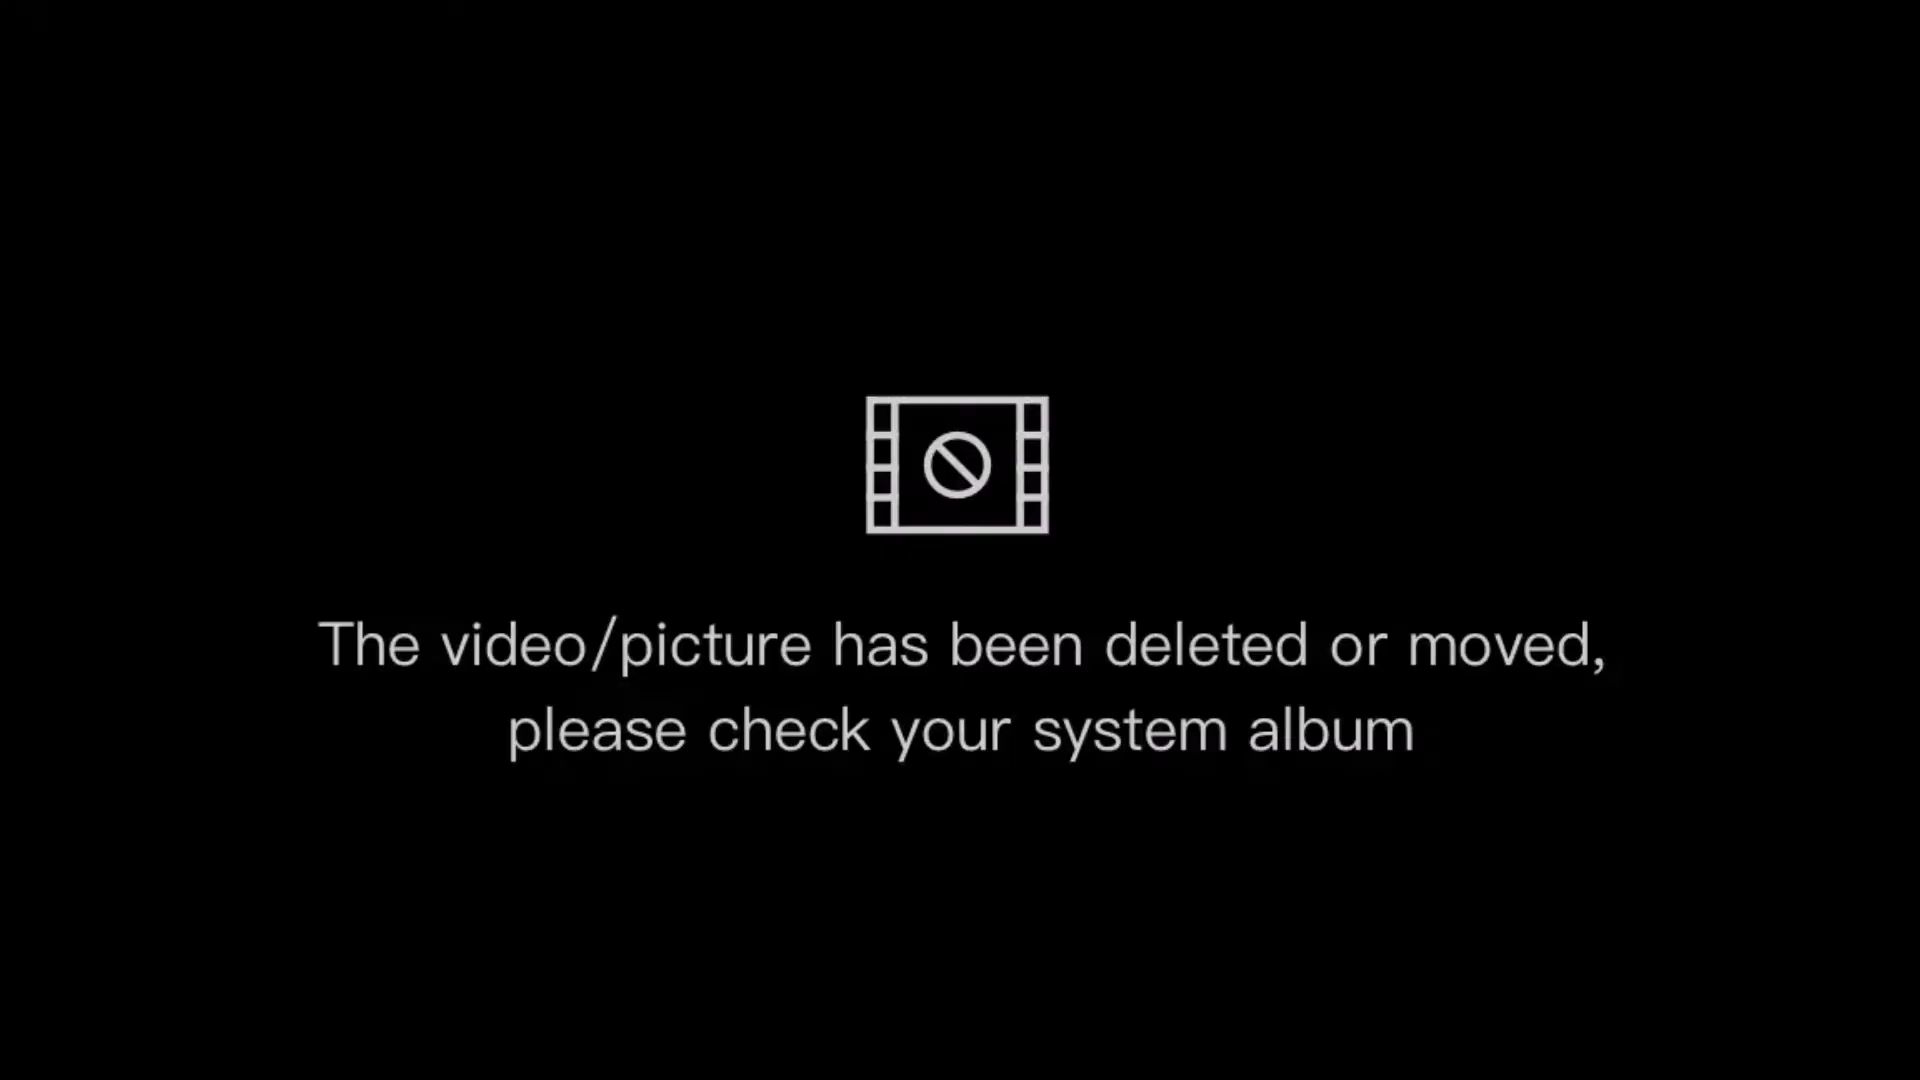 The video/picture has been deleted or moved,
please check your system album